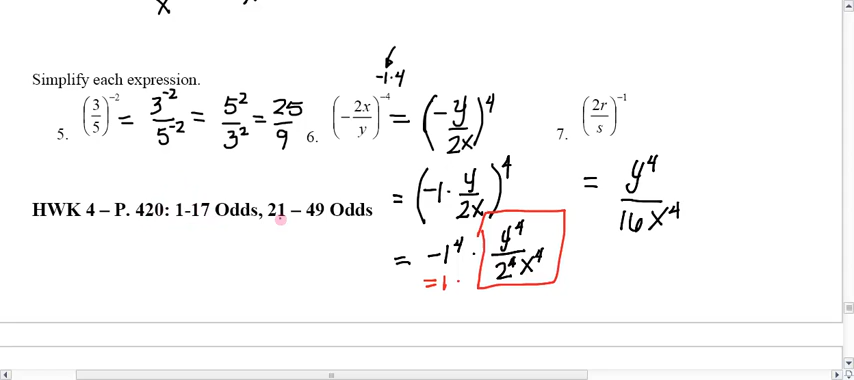 x
-1·4
Simplify each expression.
5. (3/5)^-2 = 3^-2/5^-2 = 5^2/3^2 = 25/9
6. (-2x/y)^-4 = (-y/2x)^4
7. (2r/s)^-1
= (-1·y/2x)^4
= y^4/16x^4
HWK 4 – P. 420: 1-17 Odds, 21 – 49 Odds
= -1^4 · y^4/2^4x^4
=1·